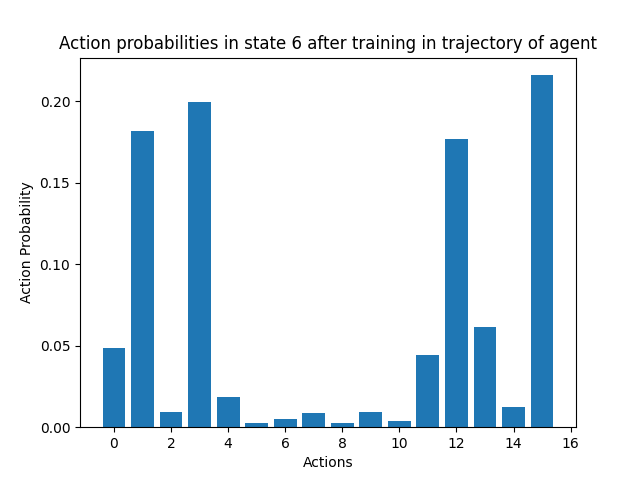 Action probabilities in state 6 after training in trajectory of agent
0.20
0.15
0.10
0.05
0.00
Action Probability
0 2 4 6 8 10 12 14 16
Actions